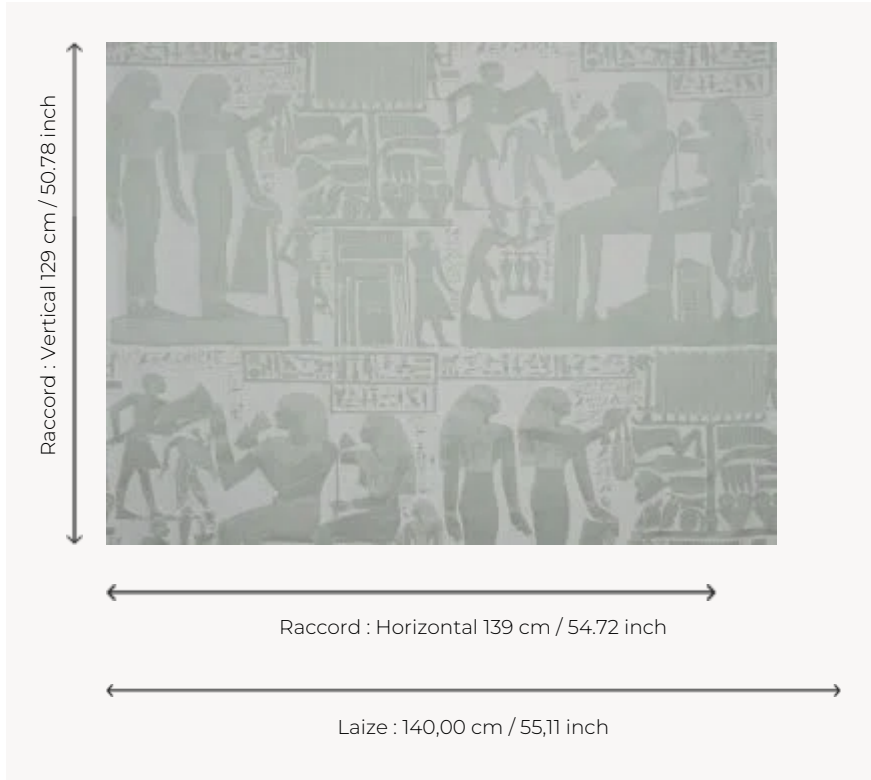 Raccord : Vertical 129 cm / 50.78 inch
Raccord : Horizontal 139 cm / 54.72 inch
Laize : 140,00 cm / 55,11 inch